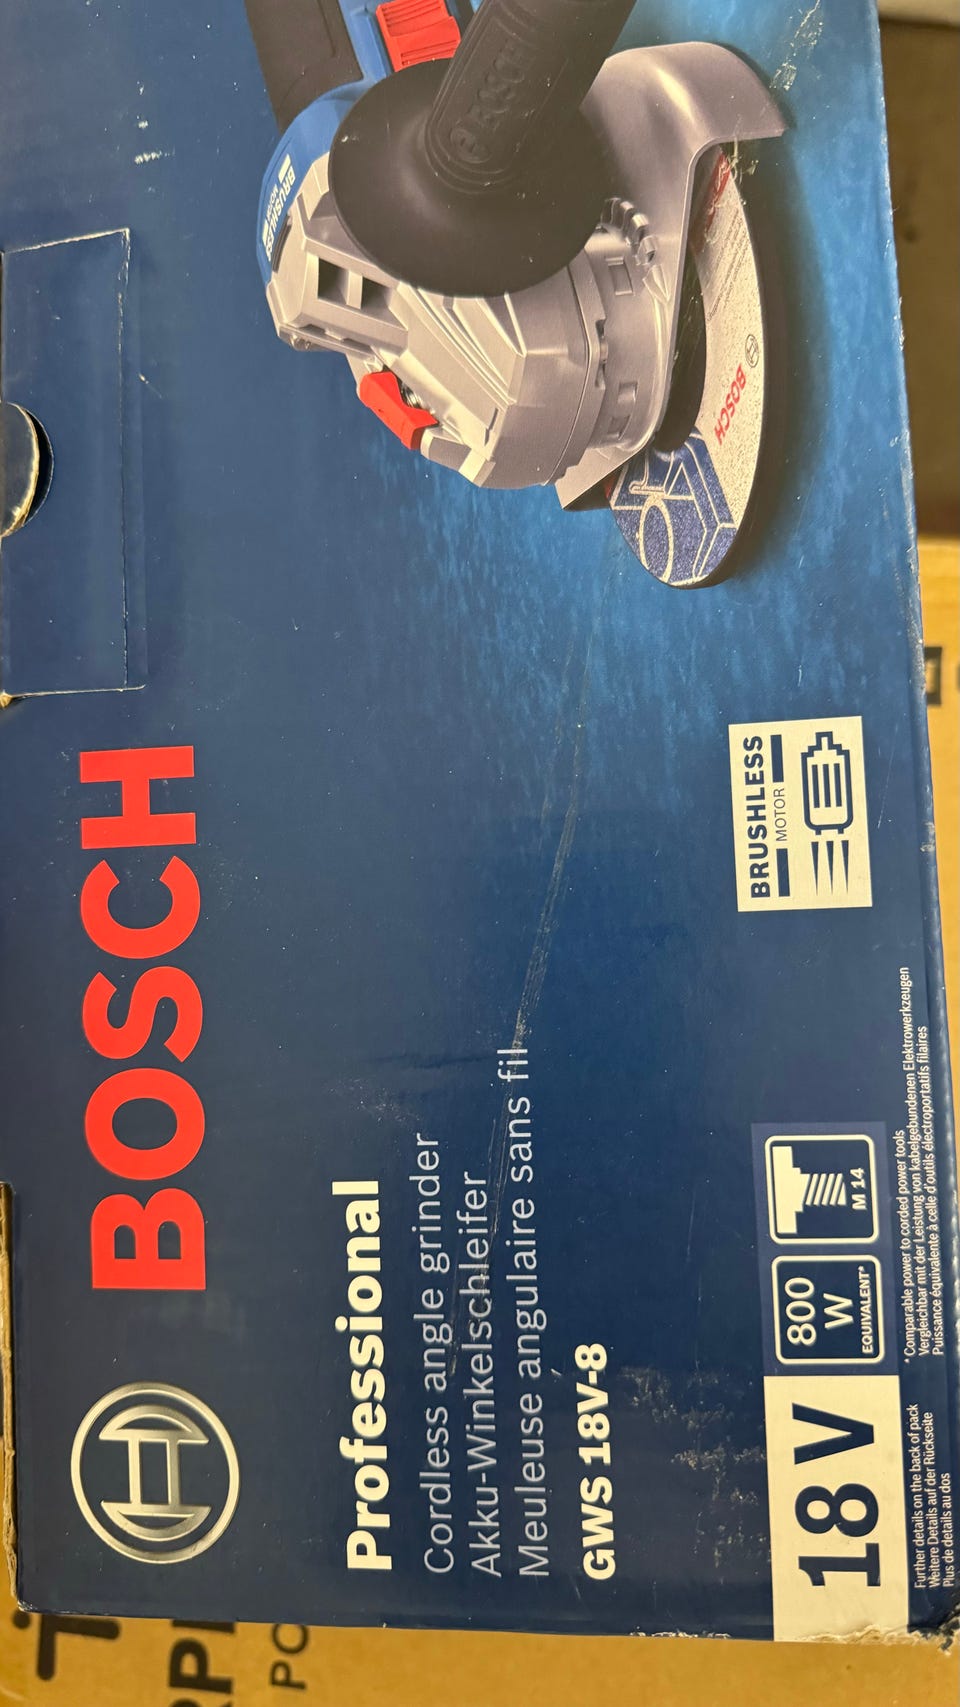 BOSCH
Professional
Cordless angle grinder
Akku-Winkelschleifer
Meuleuse angulaire sans fil
GWS 18V-8
18 V
800
W
EQUIVALENT*
M 14
BRUSHLESS
MOTOR
*Comparable power to corded power tools
Vergleichbar mit der Leistung von kabelgebundenen Elektrowerkzeugen
Puissance équivalente à celle d'outils électroportatifs filaires
Further details on the back of pack
Weitere Details auf der Rückseite
Plus de details au dos
BOSCH
BRUSHLESS
MOTOR
BOSCH